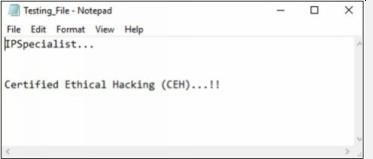 Testing_File - Notepad
File Edit Format View Help
IPSpecialist...
Certified Ethical Hacking (CEH)...!!